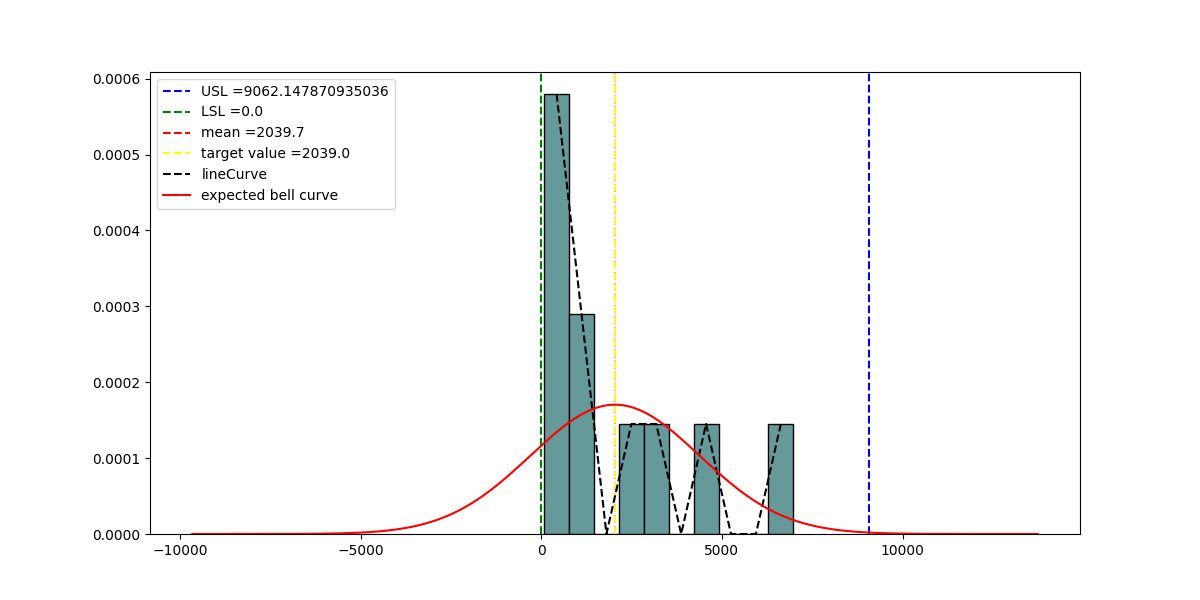 USL =9062.147870935036
LSL =0.0
mean =2039.7
target value =2039.0
lineCurve
expected bell curve
0.0006
0.0005
0.0004
0.0003
0.0002
0.0001
0.0000
−10000 −5000 0 5000 10000